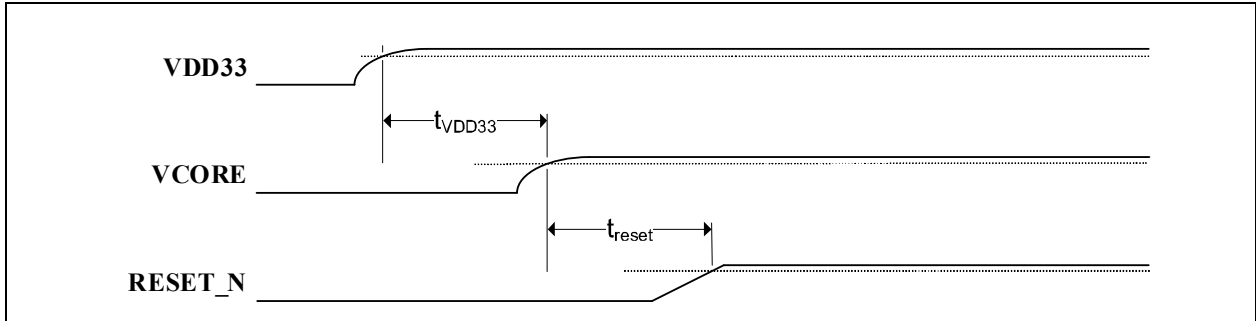 VDD33
tVDD33
VCORE
treset
RESET_N